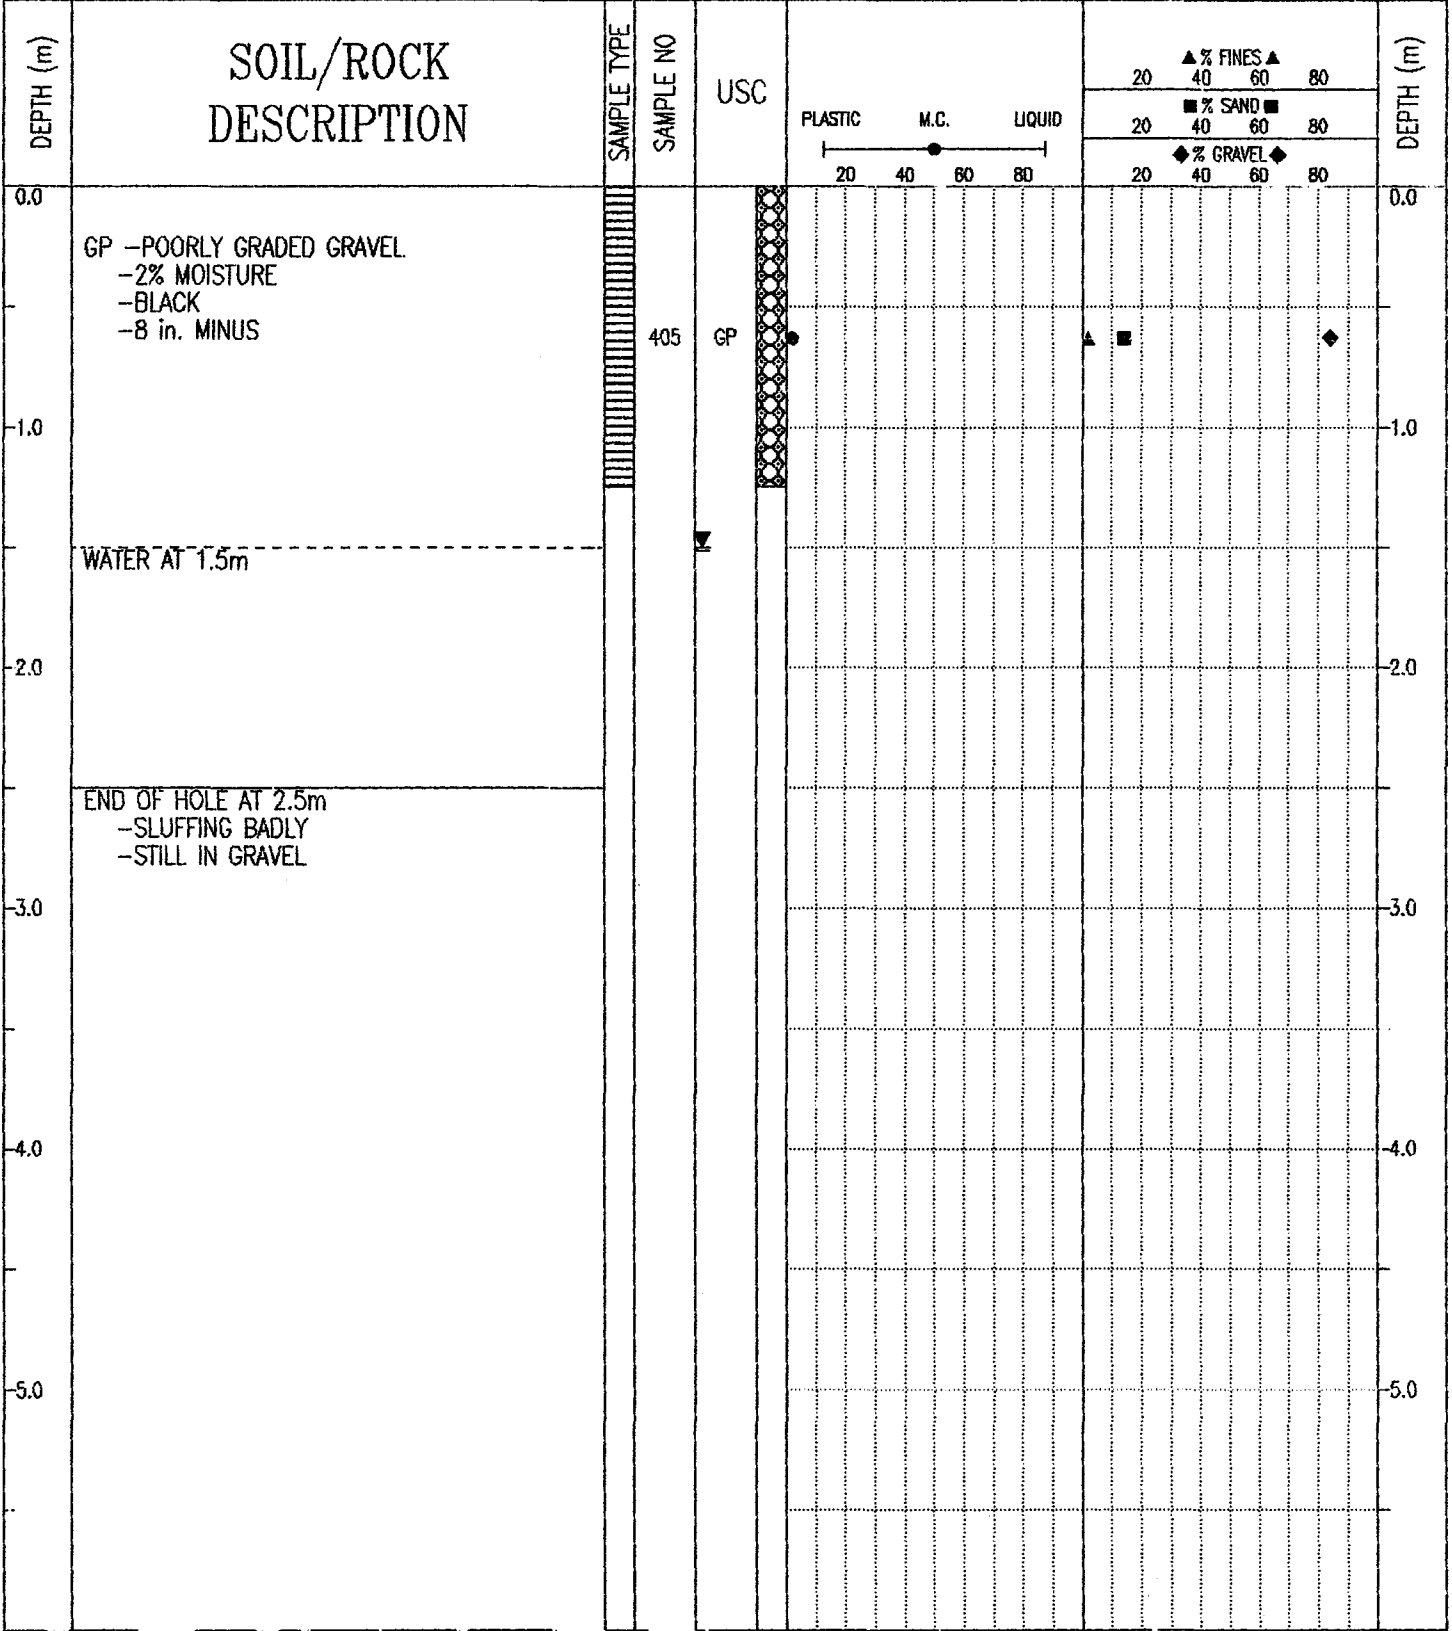 DEPTH (m)
SOIL/ROCK
DESCRIPTION
SAMPLE TYPE
SAMPLE NO
USC
PLASTIC M.C. LIQUID
20 40 60 80
▲ % FINES ▲
20 40 60 80
■ % SAND ■
20 40 60 80
◆ % GRAVEL ◆
20 40 60 80
DEPTH (m)
0.0 0.0
GP -POORLY GRADED GRAVEL
-2% MOISTURE
-BLACK
-8 in. MINUS
405 GP
1.0 1.0
WATER AT 1.5m
2.0 2.0
END OF HOLE AT 2.5m
-SLUFFING BADLY
-STILL IN GRAVEL
3.0 3.0
4.0 4.0
5.0 5.0